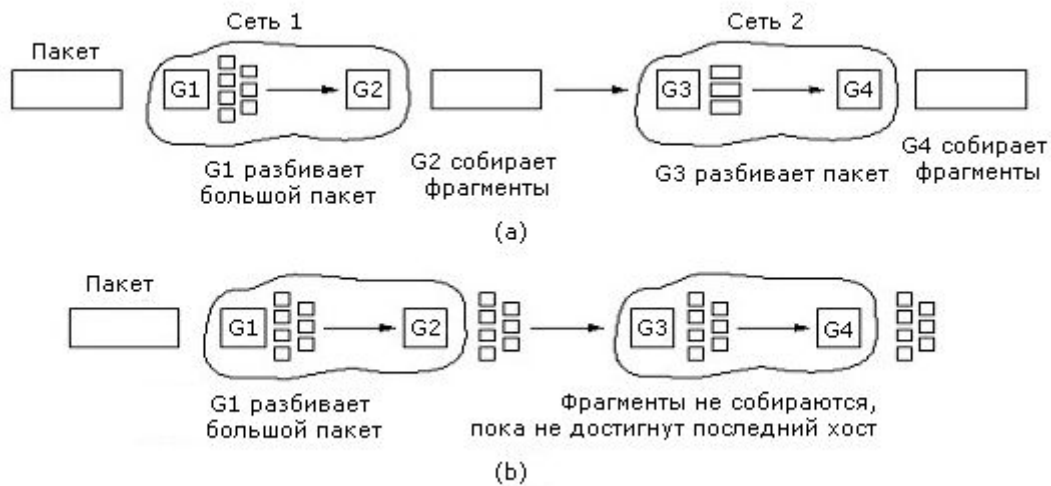 Сеть 1
Сеть 2
Пакет
G1
G2
G3
G4
G1 разбивает
большой пакет
G2 собирает
фрагменты
G3 разбивает пакет
G4 собирает
фрагменты
(a)
Пакет
G1
G2
G3
G4
G1 разбивает
большой пакет
Фрагменты не собираются,
пока не достигнут последний хост
(b)